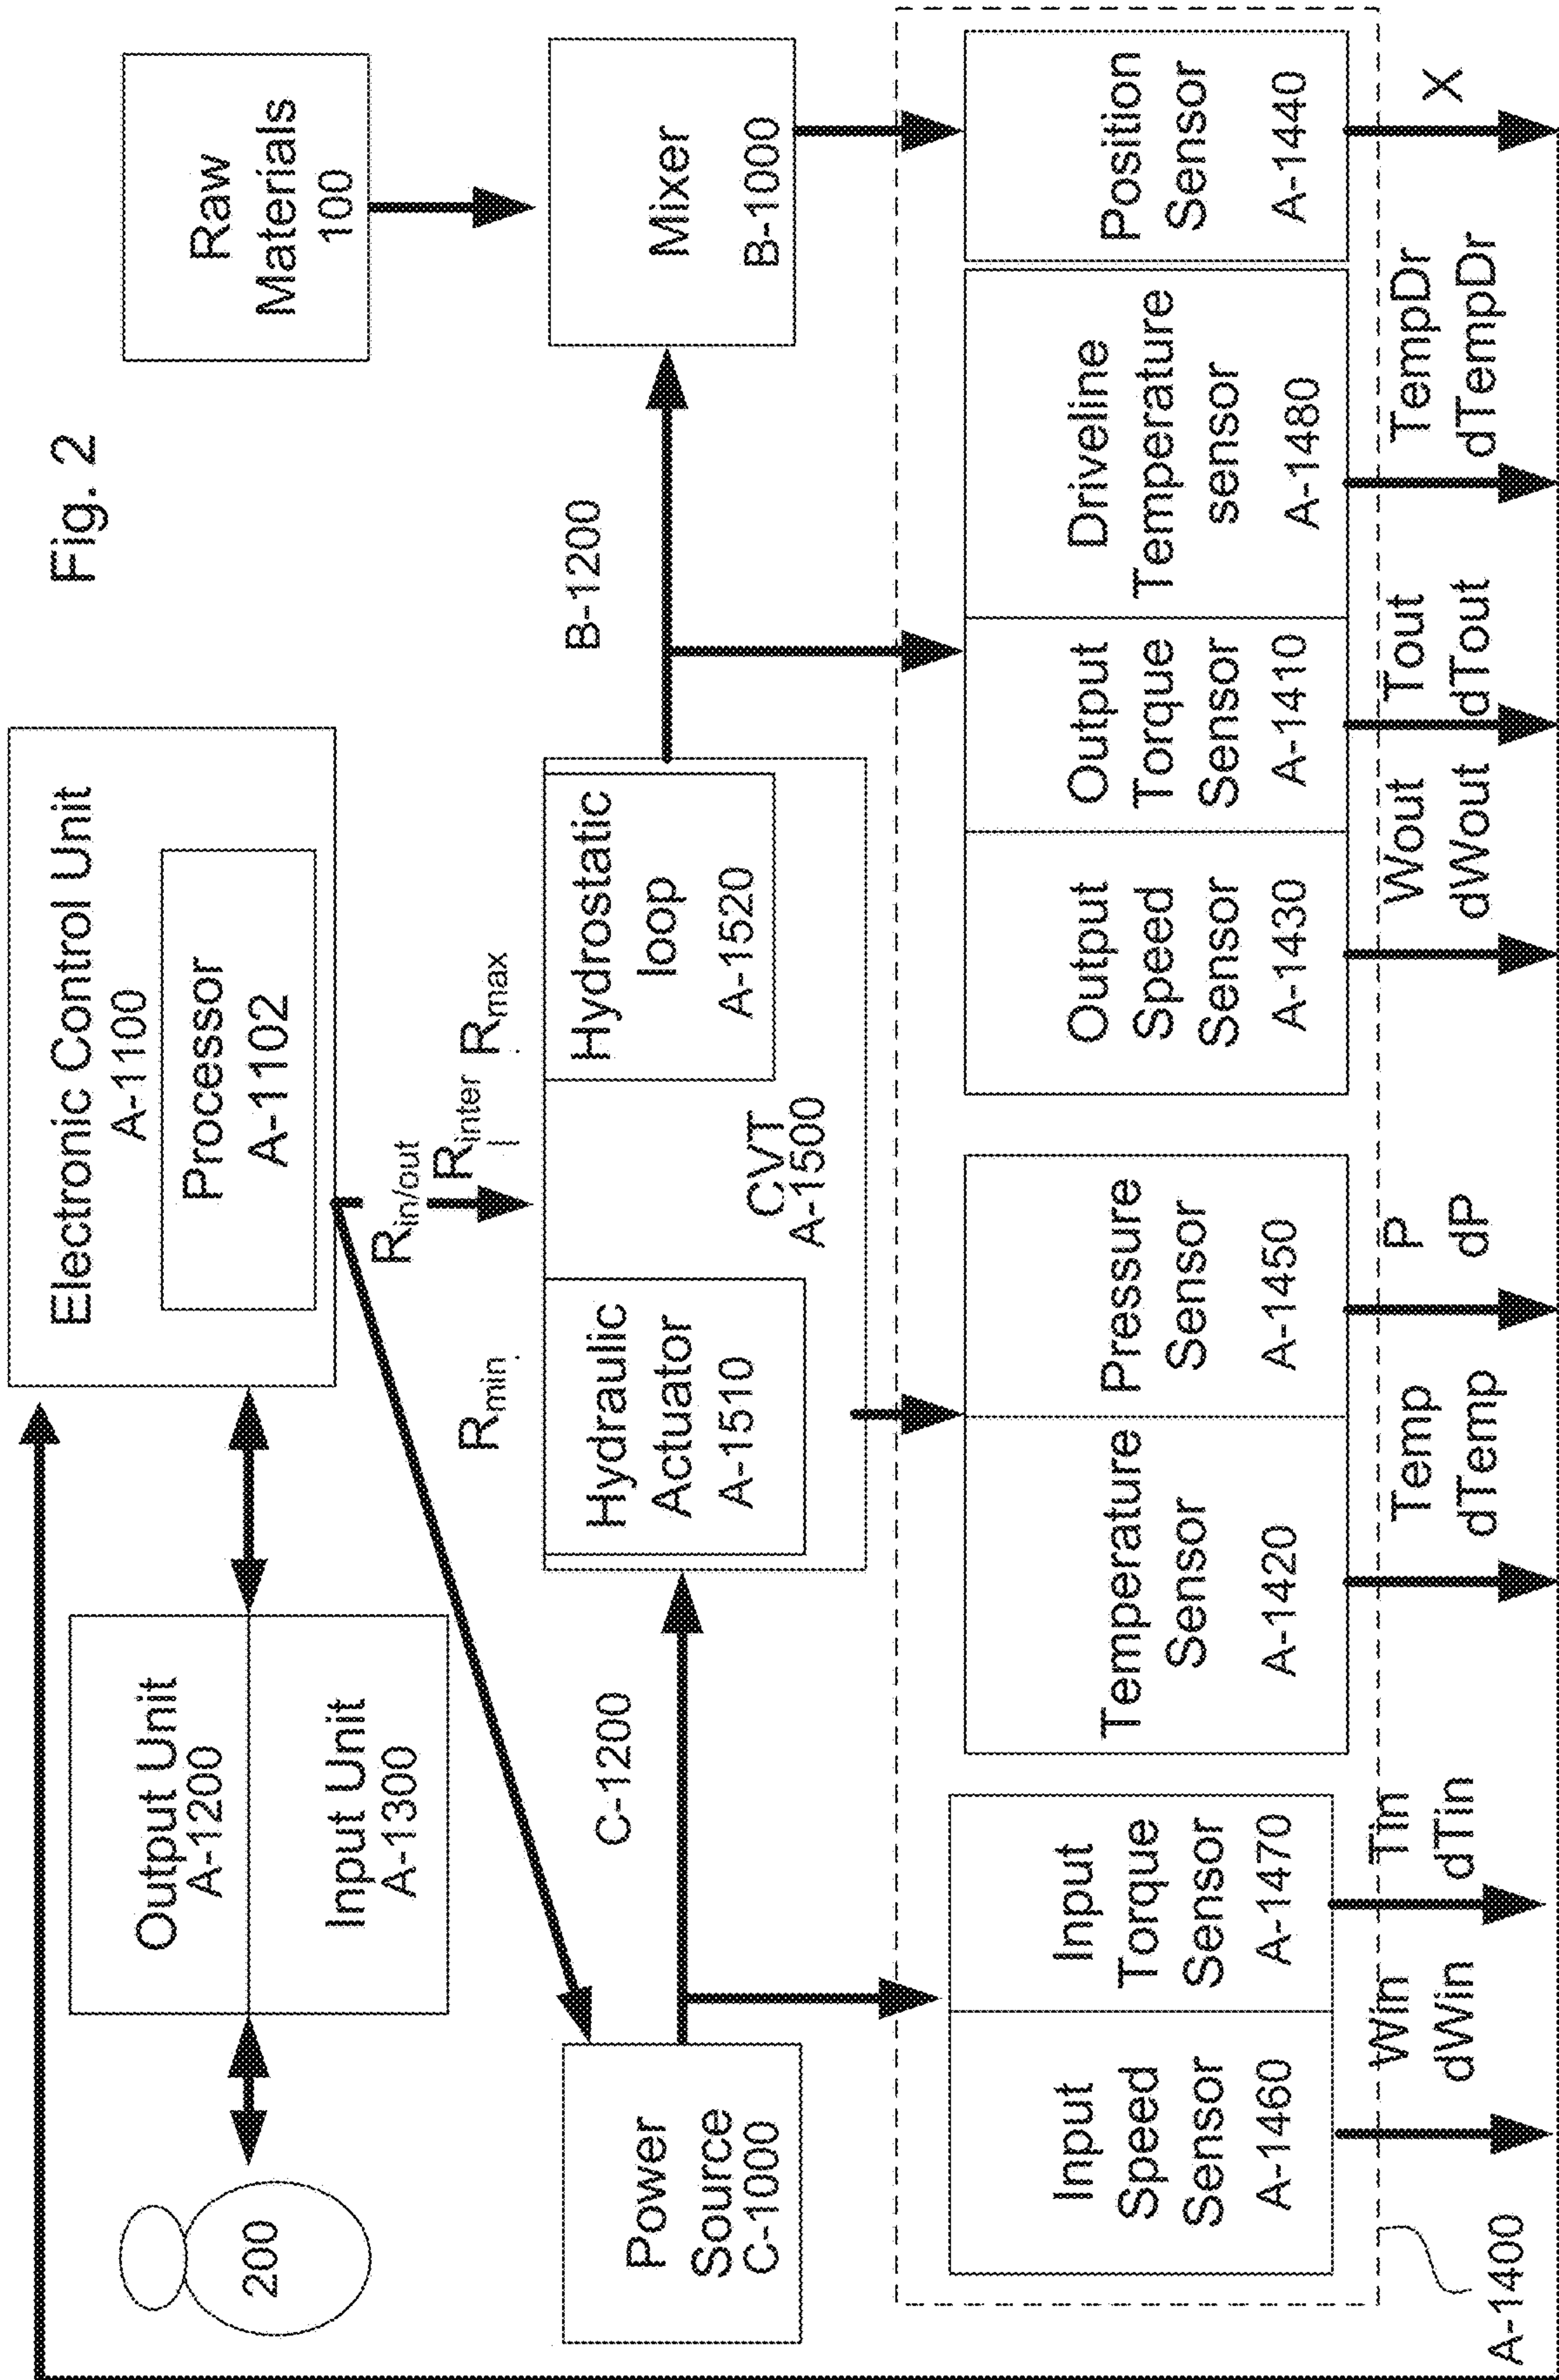 Fig. 2
200
Output Unit
A-1200
Input Unit
A-1300
Electronic Control Unit
A-1100
Processor
A-1102
Raw
Materials
100
Power
Source
C-1000
C-1200
Rmin
Rin/out
Rinter
Rmax
Hydraulic
Actuator
A-1510
CVT
A-1500
Hydrostatic
loop
A-1520
B-1200
Mixer
B-1000
Input
Speed
Sensor
A-1460
Input
Torque
Sensor
A-1470
Temperature
Sensor
A-1420
Pressure
Sensor
A-1450
Output
Speed
Sensor
A-1430
Output
Torque
Sensor
A-1410
Driveline
Temperature
sensor
A-1480
Position
Sensor
A-1440
Win
dWin
Tin
dTin
Temp
dTemp
P
dP
Wout
dWout
Tout
dTout
TempDr
dTempDr
X
A-1400